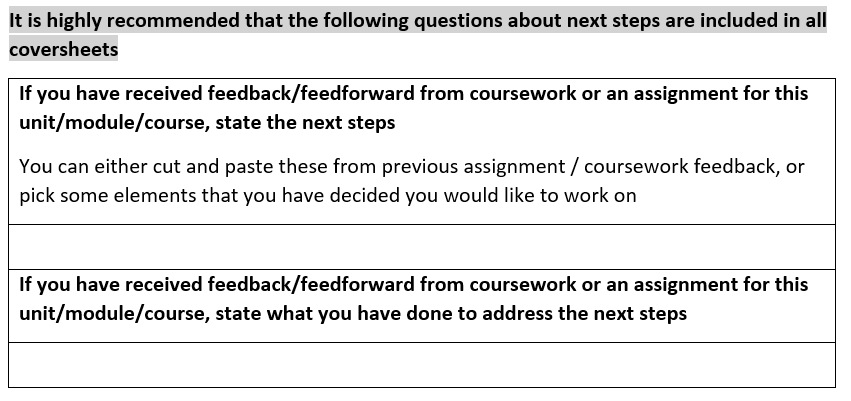 It is highly recommended that the following questions about next steps are included in all
coversheets
If you have received feedback/feedforward from coursework or an assignment for this
unit/module/course, state the next steps
You can either cut and paste these from previous assignment / coursework feedback, or
pick some elements that you have decided you would like to work on
If you have received feedback/feedforward from coursework or an assignment for this
unit/module/course, state what you have done to address the next steps